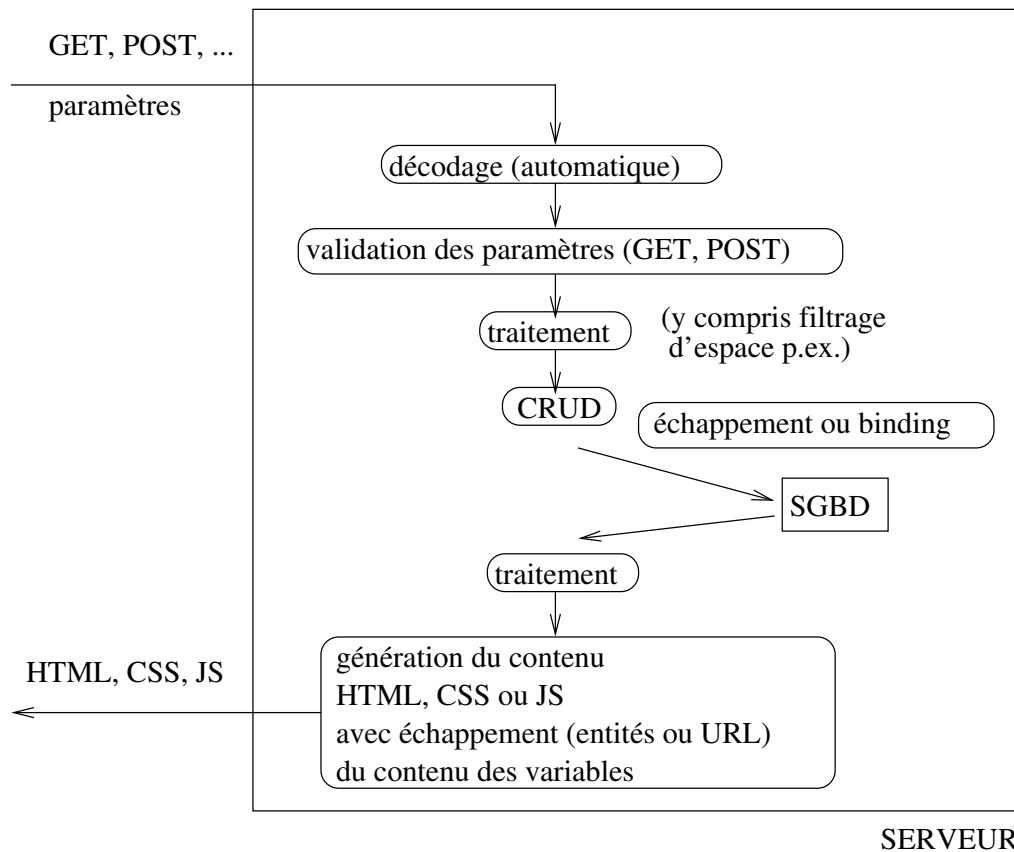 GET, POST, ...
paramètres
décodage (automatique)
validation des paramètres (GET, POST)
traitement
(y compris filtrage
d'espace p.ex.)
CRUD
échappement ou binding
SGBD
traitement
génération du contenu
HTML, CSS ou JS
avec échappement (entités ou URL)
du contenu des variables
HTML, CSS, JS
SERVEUR